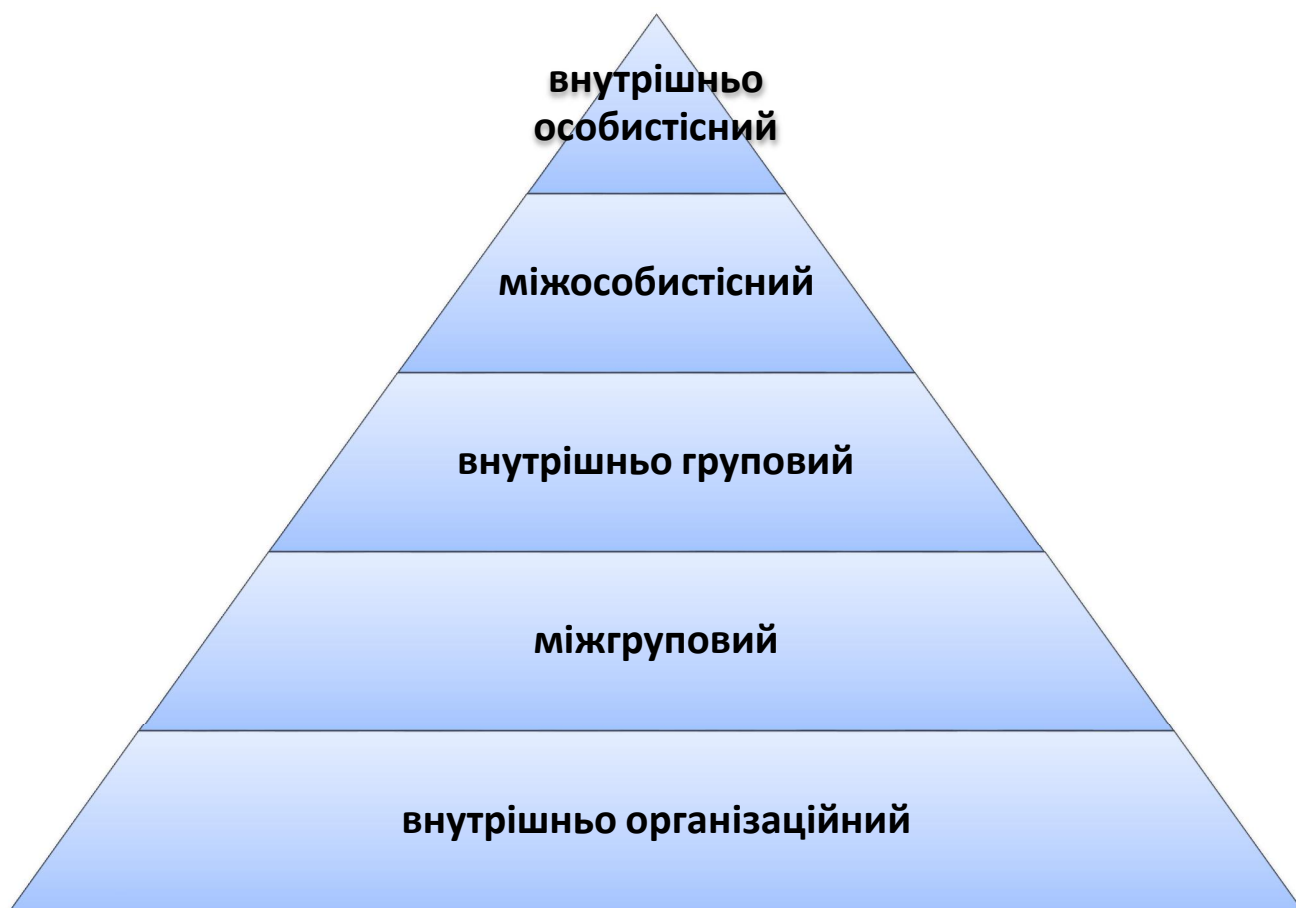 внутрішньо
особистісний
міжособистісний
внутрішньо груповий
міжгруповий
внутрішньо організаційний